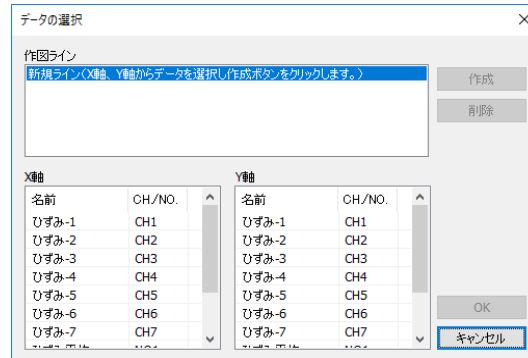 データの選択
作図ライン
新規ライン(X軸、Y軸からデータを選択し作成ボタンをクリックします。)
作成
削除
X軸
名前 CH./NO.
ひずみ-1 CH1
ひずみ-2 CH2
ひずみ-3 CH3
ひずみ-4 CH4
ひずみ-5 CH5
ひずみ-6 CH6
ひずみ-7 CH7
Y軸
名前 CH./NO.
ひずみ-1 CH1
ひずみ-2 CH2
ひずみ-3 CH3
ひずみ-4 CH4
ひずみ-5 CH5
ひずみ-6 CH6
ひずみ-7 CH7
OK
キャンセル